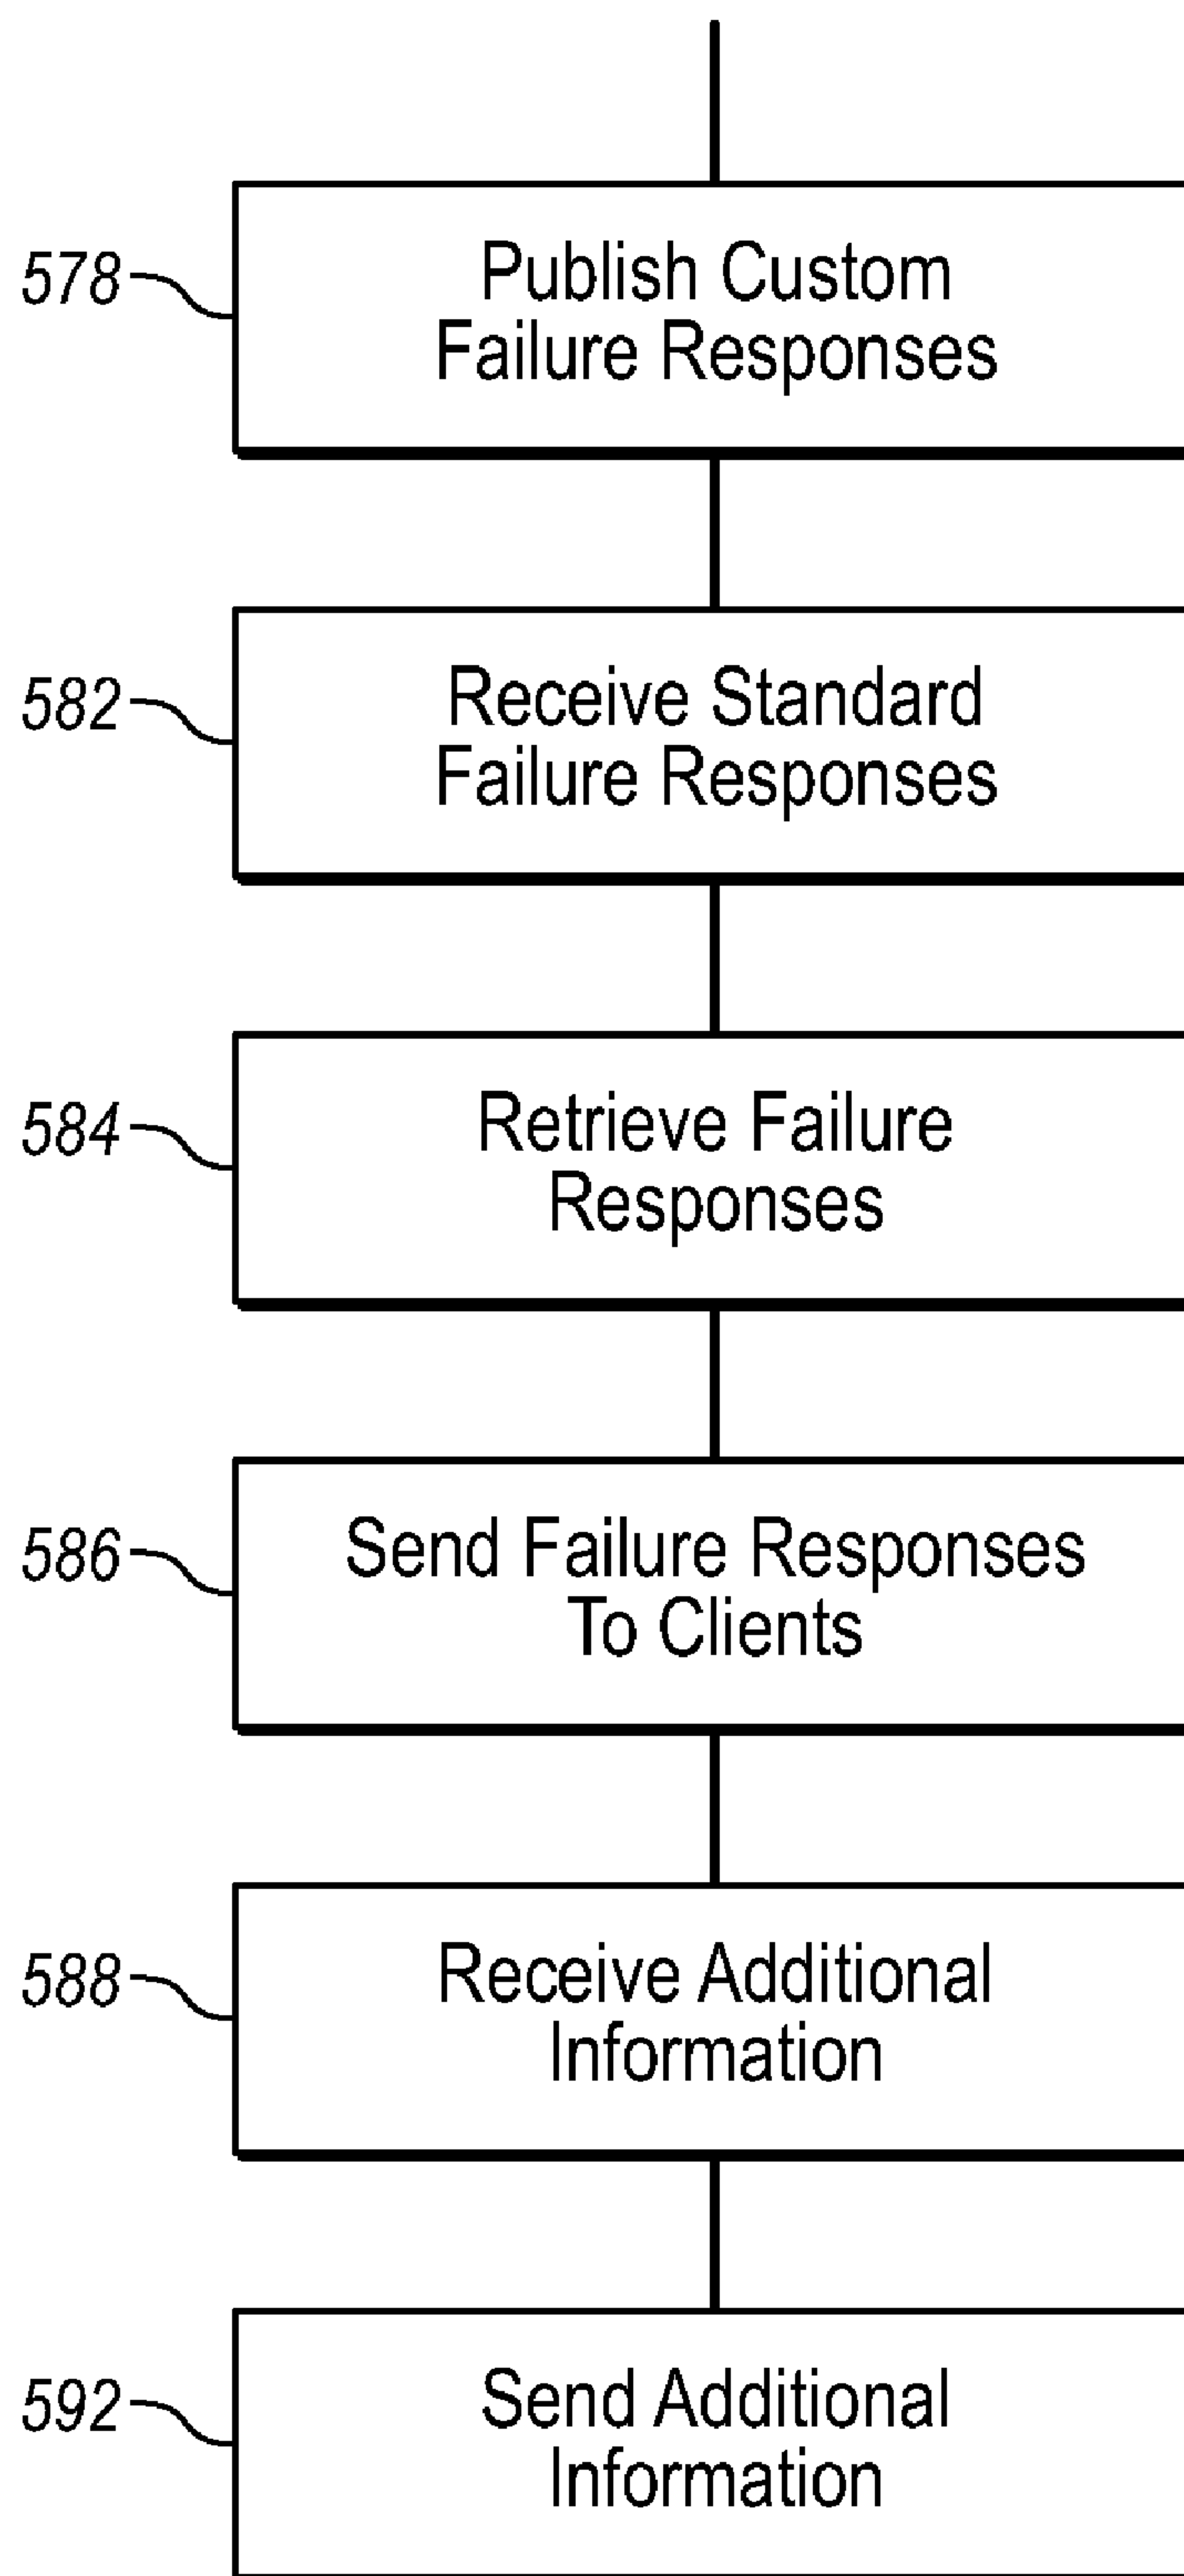 578
Publish Custom
Failure Responses
582
Receive Standard
Failure Responses
584
Retrieve Failure
Responses
586
Send Failure Responses
To Clients
588
Receive Additional
Information
592
Send Additional
Information